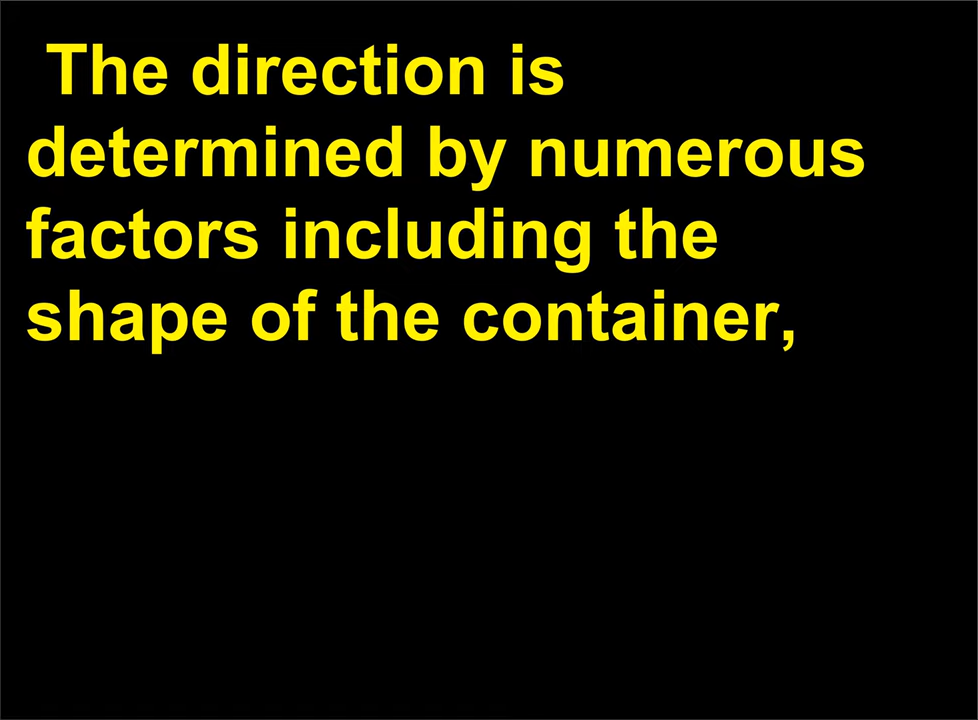 The direction is
determined by numerous
factors including the
shape of the container,